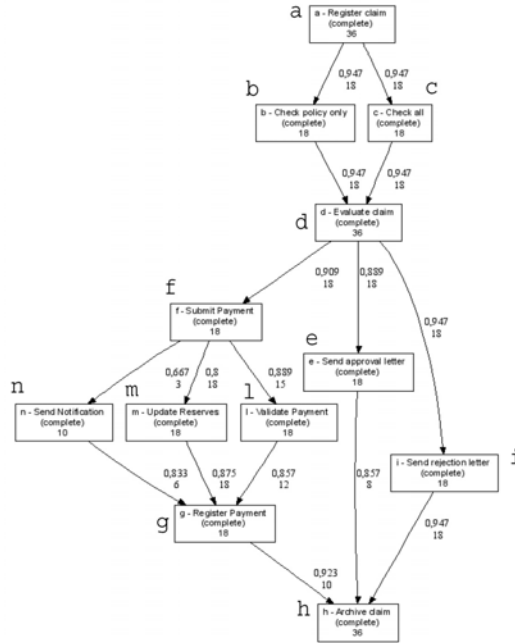 a
a - Register claim
(complete)
36
0,947
18
0,947
18
b
c
b - Check policy only
(complete)
18
c - Check all
(complete)
18
0,947
18
0,947
18
d
d - Evaluate claim
(complete)
36
0,909
18
0,889
18
0,947
18
f
f - Submit Payment
(complete)
18
e
e - Send approval letter
(complete)
18
0,667
3
0,8
18
0,889
15
n
m
l
n - Send Notification
(complete)
10
m - Update Reserves
(complete)
18
l - Validate Payment
(complete)
18
i
i - Send rejection letter
(complete)
18
0,833
6
0,875
18
0,857
12
0,857
8
g
g - Register Payment
(complete)
18
0,947
18
0,923
10
h
h - Archive claim
(complete)
36